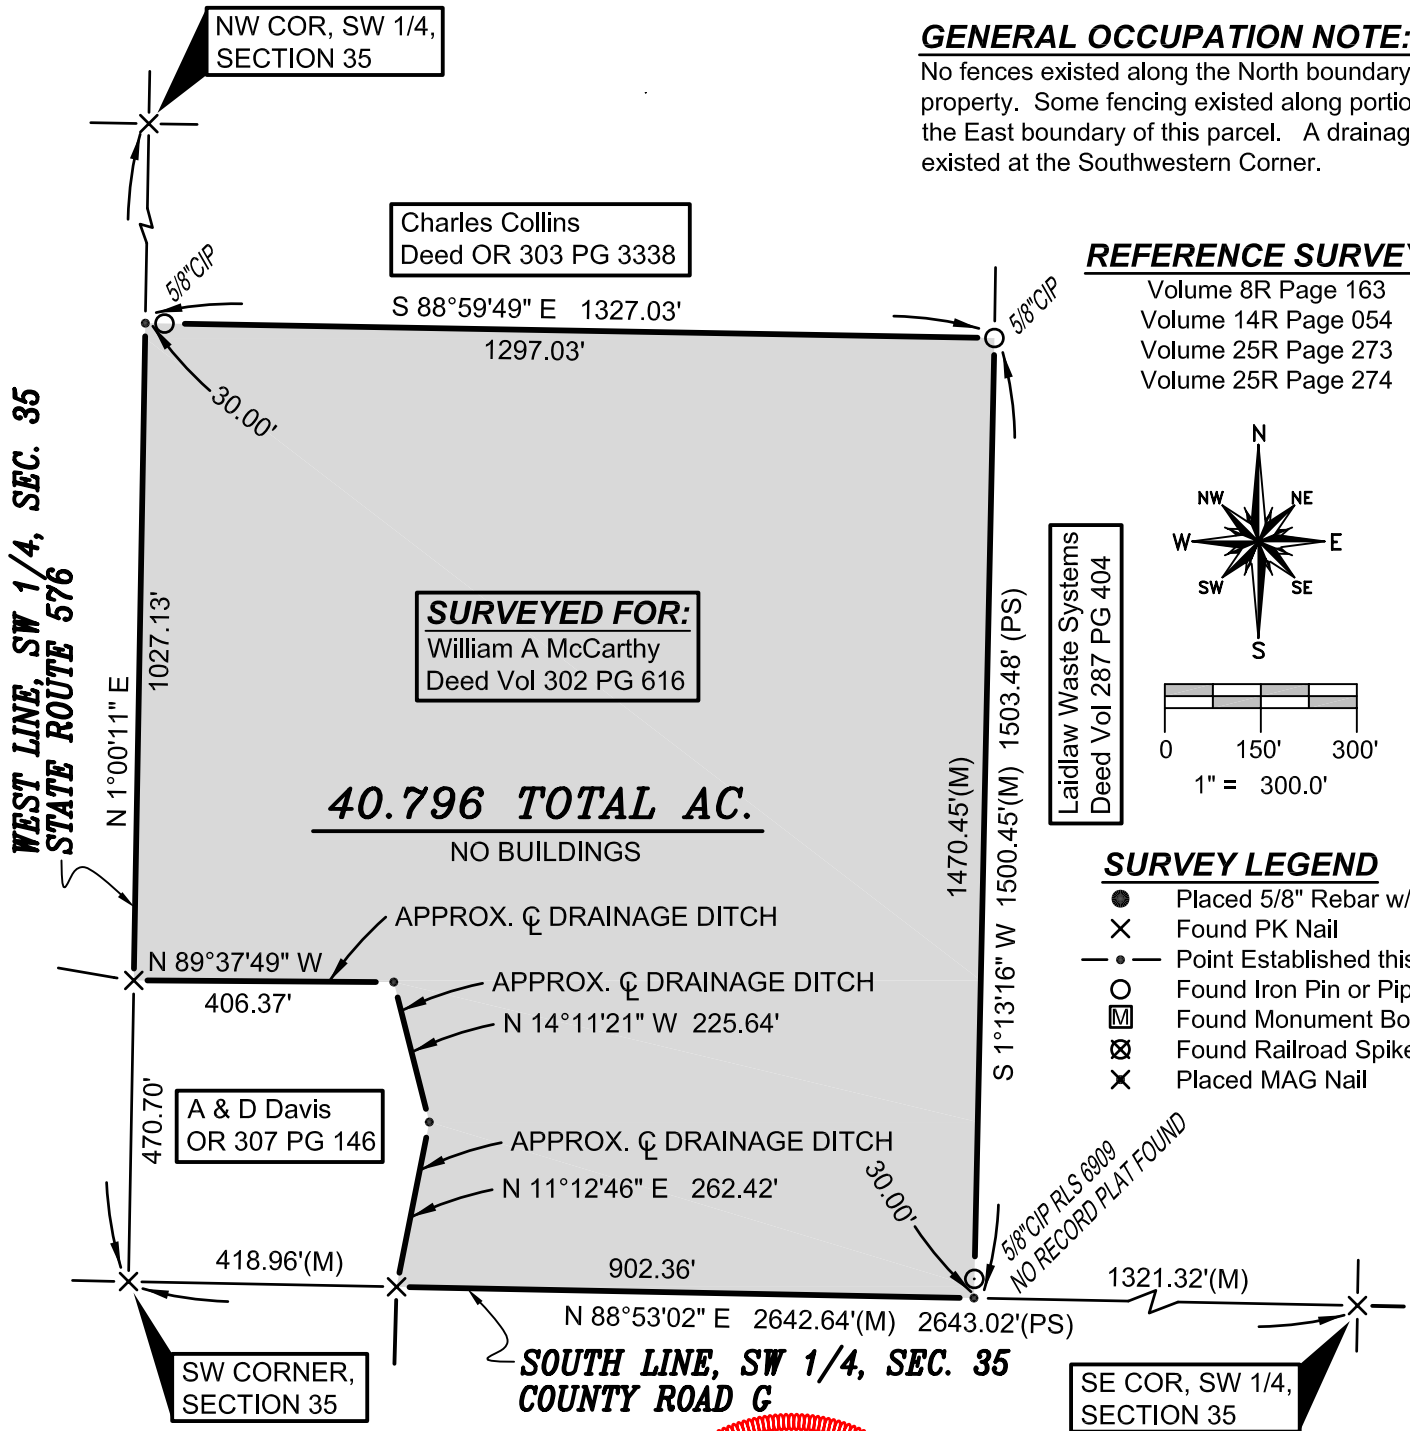 NW COR, SW 1/4,
SECTION 35
GENERAL OCCUPATION NOTE:
No fences existed along the North boundary
property. Some fencing existed along portio
the East boundary of this parcel. A drainag
existed at the Southwestern Corner.
Charles Collins
Deed OR 303 PG 3338
5/8"CIP
S 88°59'49" E 1327.03'
1297.03'
5/8"CIP
30.00'
REFERENCE SURVEY
Volume 8R Page 163
Volume 14R Page 054
Volume 25R Page 273
Volume 25R Page 274
N
NW
NE
W
E
SW
SE
S
0 150' 300'
1" = 300.0'
WEST LINE, SW 1/4, SEC. 35
STATE ROUTE 576
N 1°00'11" E
1027.13'
SURVEYED FOR:
William A McCarthy
Deed Vol 302 PG 616
Laidlaw Waste Systems
Deed Vol 287 PG 404
1470.45'(M)
S 1°13'16" W 1500.45'(M) 1503.48' (PS)
40.796 TOTAL AC.
NO BUILDINGS
SURVEY LEGEND
Placed 5/8" Rebar w/
Found PK Nail
Point Established this
Found Iron Pin or Pip
M Found Monument Bo
Found Railroad Spike
Placed MAG Nail
APPROX. ℄ DRAINAGE DITCH
N 89°37'49" W
406.37'
APPROX. ℄ DRAINAGE DITCH
N 14°11'21" W 225.64'
470.70'
A & D Davis
OR 307 PG 146
APPROX. ℄ DRAINAGE DITCH
N 11°12'46" E 262.42'
30.00'
5/8"CIP RLS 6909
NO RECORD PLAT FOUND
418.96'(M)
902.36'
1321.32'(M)
N 88°53'02" E 2642.64'(M) 2643.02'(PS)
SOUTH LINE, SW 1/4, SEC. 35
COUNTY ROAD G
SW CORNER,
SECTION 35
SE COR, SW 1/4,
SECTION 35